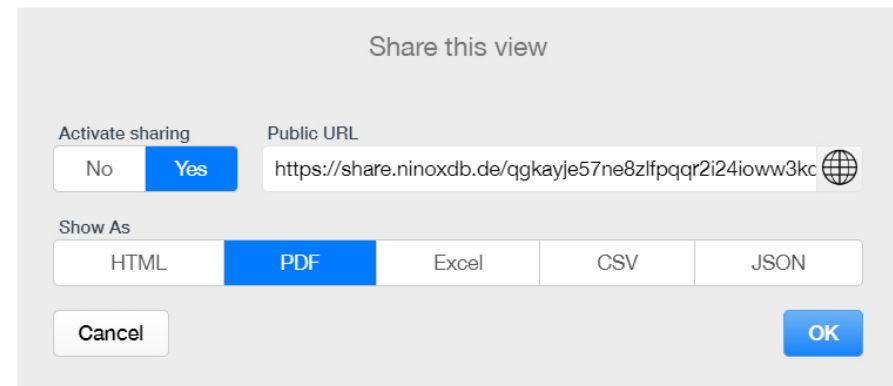 Share this view
Activate sharing
Public URL
No
Yes
https://share.ninoxdb.de/qgkayje57ne8zlfpqqr2i24ioww3kc
Show As
HTML
PDF
Excel
CSV
JSON
Cancel
OK